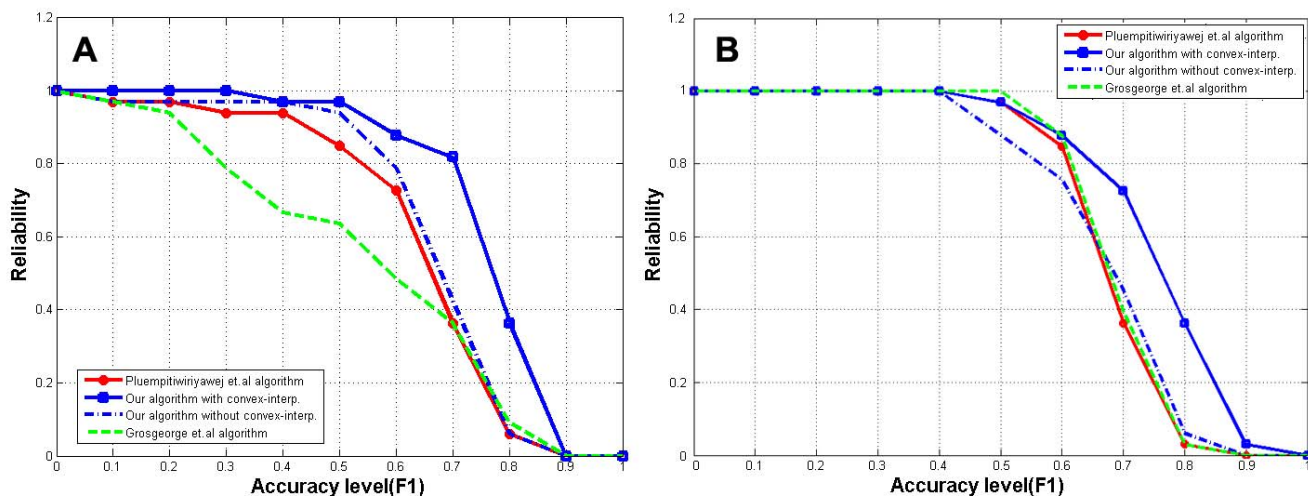 A
1.2
1
0.8
0.6
0.4
0.2
0
Reliability
Pluempitiwiriyawej et.al algorithm
Our algorithm with convex-interp.
Our algorithm without convex-interp.
Grosgeorge et.al algorithm
0 0.1 0.2 0.3 0.4 0.5 0.6 0.7 0.8 0.9 1
Accuracy level(F1)
B
1.2
1
0.8
0.6
0.4
0.2
0
Reliability
Pluempitiwiriyawej et.al algorithm
Our algorithm with convex-interp.
Our algorithm without convex-interp.
Grosgeorge et.al algorithm
0 0.1 0.2 0.3 0.4 0.5 0.6 0.7 0.8 0.9 1
Accuracy level(F1)